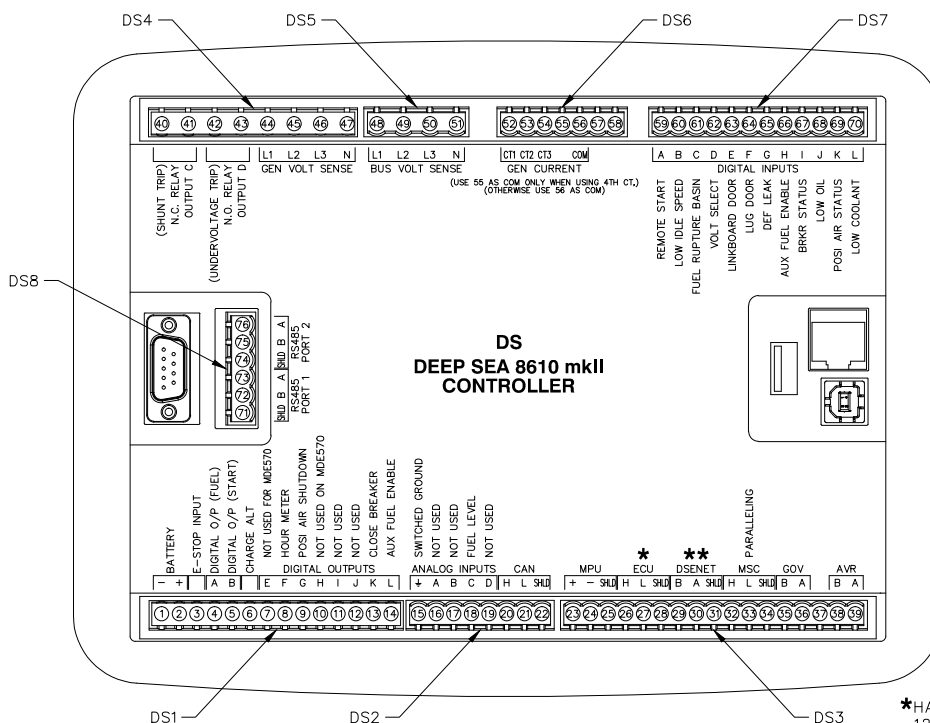 DS4
DS5
DS6
DS7
40 41 42 43 44 45 46 47
48 49 50 51
52 53 54 55 56 57 58
59 60 61 62 63 64 65 66 67 68 69 70
(SHUNT TRIP)
N.C. RELAY
OUTPUT C
(UNDERVOLTAGE TRIP)
N.O. RELAY
OUTPUT D
L1 L2 L3 N
GEN VOLT SENSE
L1 L2 L3 N
BUS VOLT SENSE
CT1 CT2 CT3 COM
GEN CURRENT
(USE 55 AS COM ONLY WHEN USING 4TH CT.)
(OTHERWISE USE 56 AS COM)
A B C D E F G H I J K L
DIGITAL INPUTS
REMOTE START
LOW IDLE SPEED
FUEL RUPTURE BASIN
VOLT SELECT
LINKBOARD DOOR
LUG DOOR
DEF LEAK
AUX FUEL ENABLE
BRKR STATUS
LOW OIL
POSI AIR STATUS
LOW COOLANT
DS8
76
75
74
73
72
71
SHLD B A
RS485
PORT 2
SHLD B A
RS485
PORT 1
DS
DEEP SEA 8610 mkII
CONTROLLER
BATTERY
E-STOP INPUT
DIGITAL O/P (FUEL)
DIGITAL O/P (START)
CHARGE ALT
NOT USED FOR MDE570
HOUR METER
POSI AIR SHUTDOWN
NOT USED ON MDE570
NOT USED
NOT USED
CLOSE BREAKER
AUX FUEL ENABLE
SWITCHED GROUND
NOT USED
NOT USED
FUEL LEVEL
NOT USED
PARALLELING
* **
DIGITAL OUTPUTS
ANALOG INPUTS
CAN
MPU
ECU
DSENET
MSC
GOV
AVR
- + A B E F G H I J K L
A B C D H L SHLD
+ - SHLD H L SHLD B A SHLD H L SHLD B A B A
1 2 3 4 5 6 7 8 9 10 11 12 13 14
15 16 17 18 19 20 21 22
23 24 25 26 27 28 29 30 31 32 33 34 35 36 37 38 39
DS1
DS2
DS3